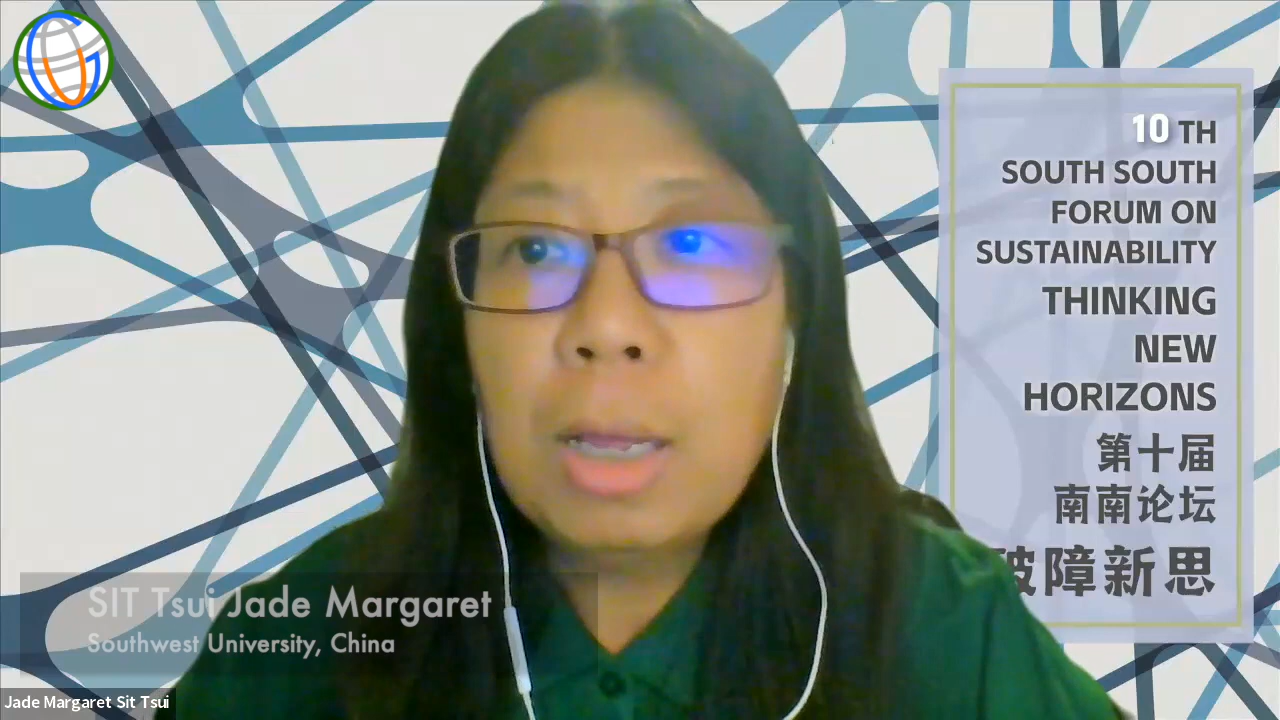 10 TH
SOUTH SOUTH
FORUM ON
SUSTAINABILITY
THINKING
NEW
HORIZONS
第十届
南南论坛
破障新思
SIT Tsui Jade Margaret
Southwest University, China
Jade Margaret Sit Tsui